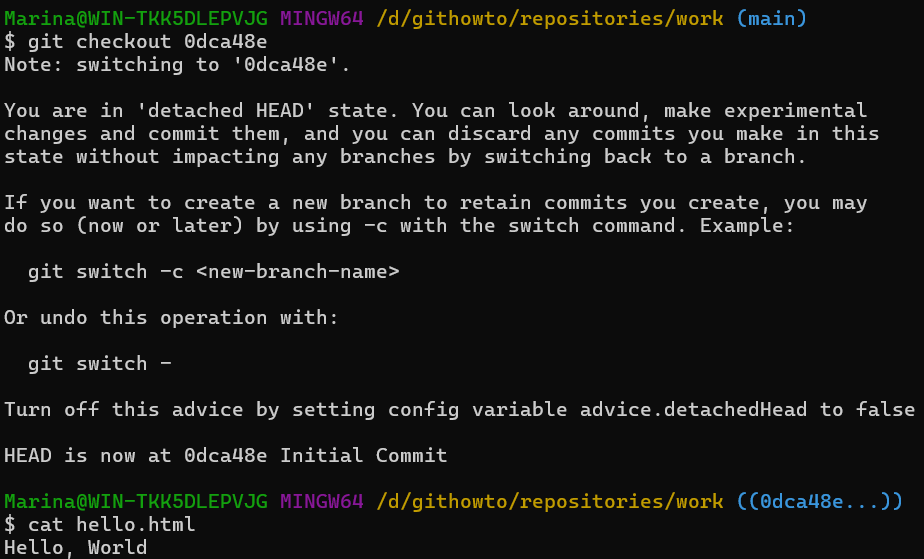 Marina@WIN-TKK5DLEPVJG MINGW64 /d/githowto/repositories/work (main)
$ git checkout 0dca48e
Note: switching to '0dca48e'.
You are in 'detached HEAD' state. You can look around, make experimental
changes and commit them, and you can discard any commits you make in this
state without impacting any branches by switching back to a branch.
If you want to create a new branch to retain commits you create, you may
do so (now or later) by using -c with the switch command. Example:
git switch -c <new-branch-name>
Or undo this operation with:
git switch -
Turn off this advice by setting config variable advice.detachedHead to false
HEAD is now at 0dca48e Initial Commit
Marina@WIN-TKK5DLEPVJG MINGW64 /d/githowto/repositories/work ((0dca48e...))
$ cat hello.html
Hello, World